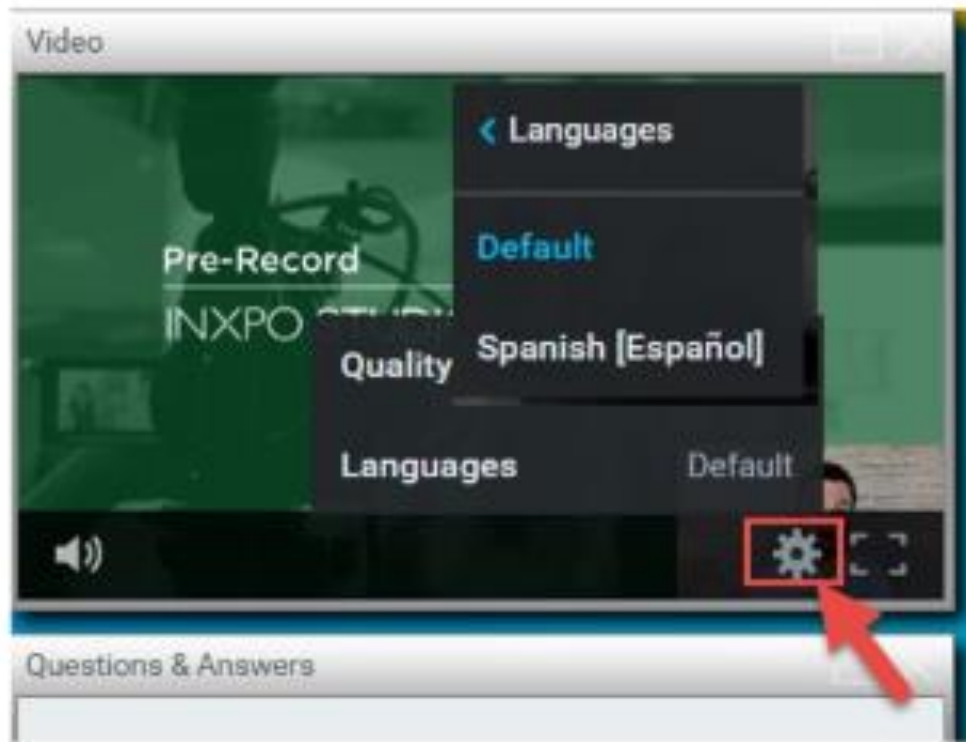 Video
< Languages
Default
Spanish [Español]
Pre-Record
INXPO
Quality
Languages Default
Questions & Answers